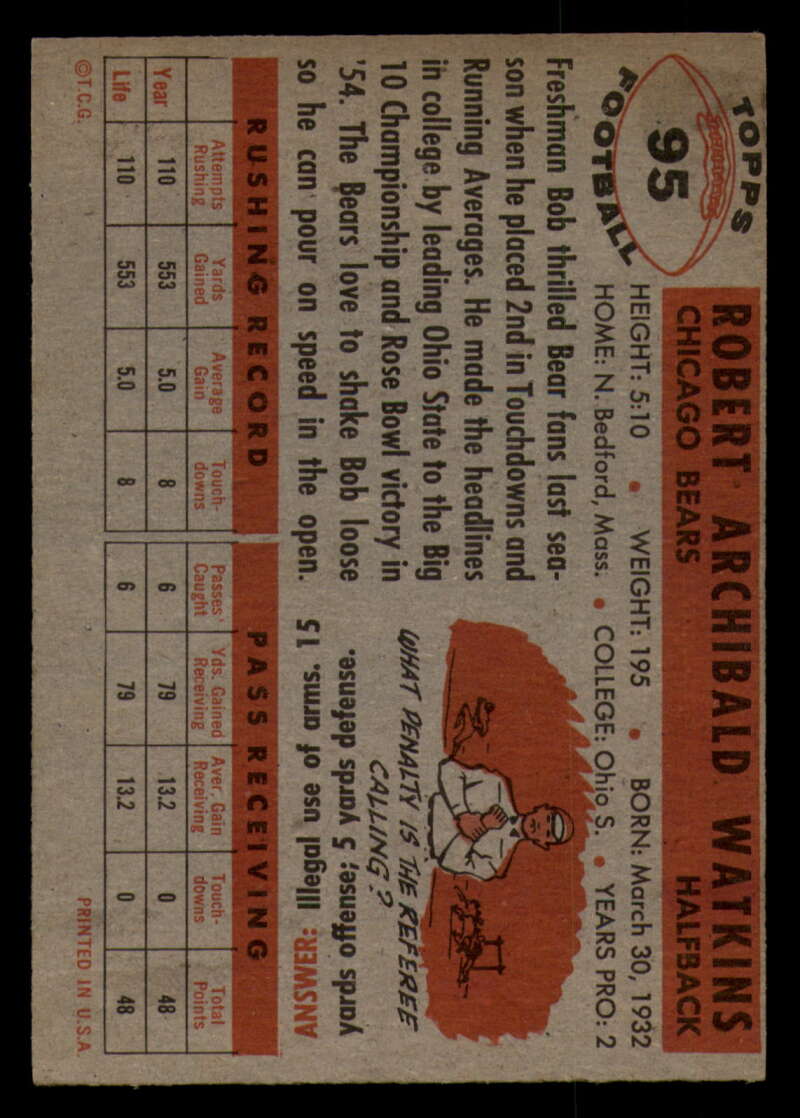 TOPPS
95
FOOTBALL
ROBERT ARCHIBALD WATKINS
CHICAGO BEARS HALFBACK
HEIGHT: 5:10 • WEIGHT: 195 • BORN: March 30, 1932
HOME: N. Bedford, Mass. • COLLEGE: Ohio S. • YEARS PRO: 2
Freshman Bob thrilled Bear fans last sea-
son when he placed 2nd in Touchdowns and
Running Averages. He made the headlines
in college by leading Ohio State to the Big
10 Championship and Rose Bowl victory in
'54. The Bears love to shake Bob loose
so he can pour on speed in the open.
WHAT PENALTY IS THE REFEREE
CALLING?
ANSWER: Illegal use of arms. 15
yards offense; 5 yards defense.
RUSHING RECORD PASS RECEIVING
Attempts Rushing Yards Gained Average Gain Touch-downs Passes Caught Yds. Gained Receiving Aver. Gain Receiving Touch-downs Total Points
Year 110 553 5.0 8 6 79 13.2 0 48
Life 110 553 5.0 8 6 79 13.2 0 48
©T.C.G. PRINTED IN U.S.A.